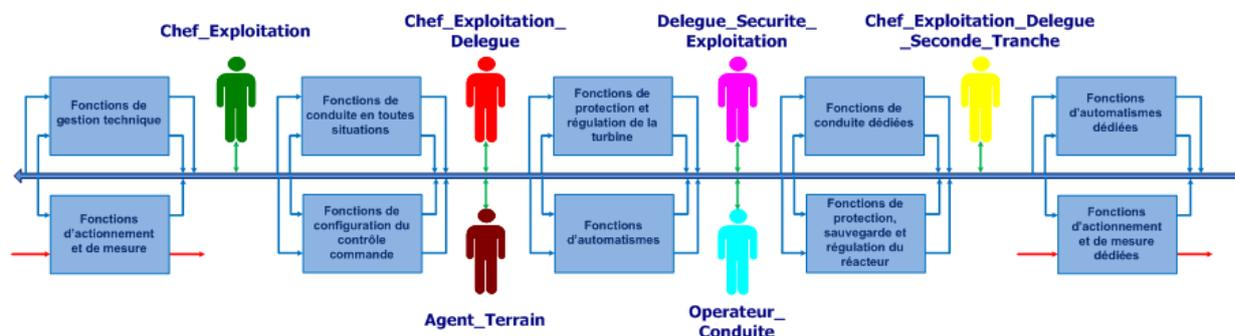 Chef_Exploitation
Chef_Exploitation_
Delegue
Delegue_Securite_
Exploitation
Chef_Exploitation_Delegue
_Seconde_Tranche
Fonctions de
gestion technique
Fonctions de
conduite en toutes
situations
Fonctions de
protection et
régulation de la
turbine
Fonctions de
conduite dédiées
Fonctions
d'automatismes
dédiées
Fonctions
d'actionnement
et de mesure
Fonctions de
configuration du
contrôle
commande
Fonctions
d'automatismes
Fonctions de
protection,
sauvegarde et
régulation du
réacteur
Fonctions
d'actionnement
et de mesure
dédiées
Agent_Terrain
Operateur_
Conduite